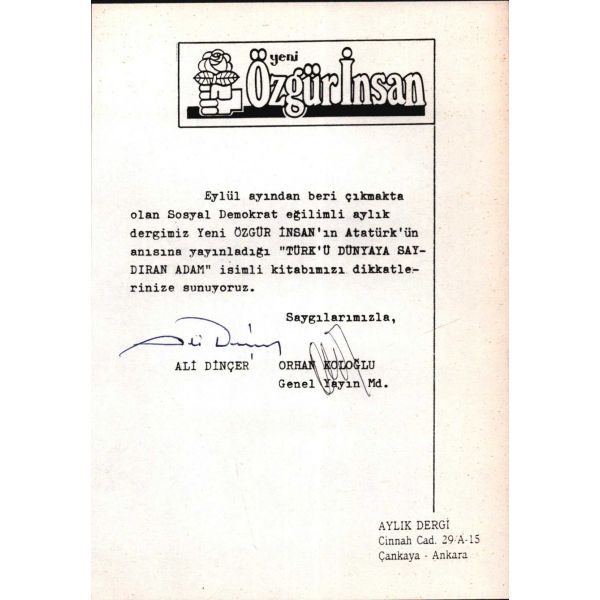 yeni
Özgürİnsan
Eylül ayından beri çıkmakta
olan Sosyal Demokrat eğilimli aylık
dergimiz Yeni ÖZGÜR İNSAN'ın Atatürk'ün
anısına yayınladığı "TÜRK'Ü DÜNYAYA SAY-
DIRAN ADAM" isimli kitabımızı dikkatle-
rinize sunuyoruz.
Saygılarımızla,
Ali Dinçer
ALİ DİNÇER ORHAN KOLOĞLU
Genel Yayın Md.
AYLIK DERGİ
Cinnah Cad. 29/A-15
Çankaya - Ankara